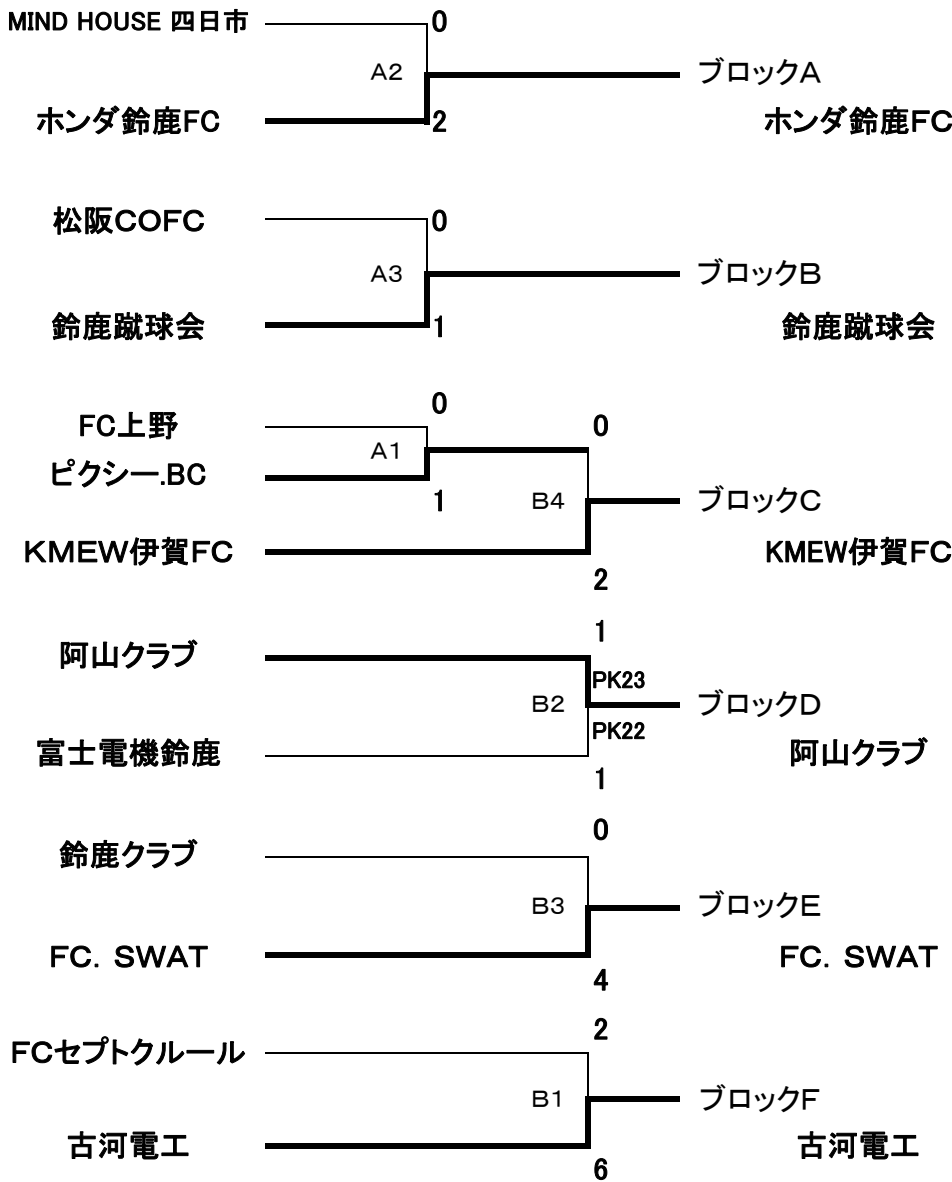 MIND HOUSE 四日市
0
A2
ブロックA
ホンダ鈴鹿FC
2
ホンダ鈴鹿FC
松阪COFC
0
A3
ブロックB
鈴鹿蹴球会
1
鈴鹿蹴球会
0
FC上野
0
A1
ピクシー.BC
1
B4
ブロックC
KMEW伊賀FC
KMEW伊賀FC
2
1
阿山クラブ
PK23
B2
ブロックD
PK22
富士電機鈴鹿
阿山クラブ
1
0
鈴鹿クラブ
B3
ブロックE
FC. SWAT
FC. SWAT
4
2
FCセプトクルール
B1
ブロックF
古河電工
古河電工
6